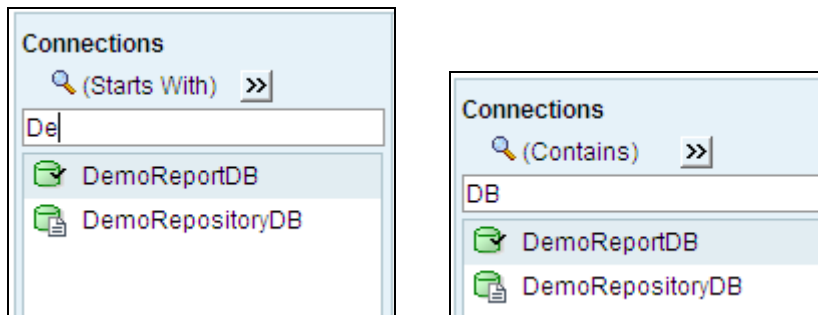 Connections
(Starts With) >>
De
DemoReportDB
DemoRepositoryDB
Connections
(Contains) >>
DB
DemoReportDB
DemoRepositoryDB